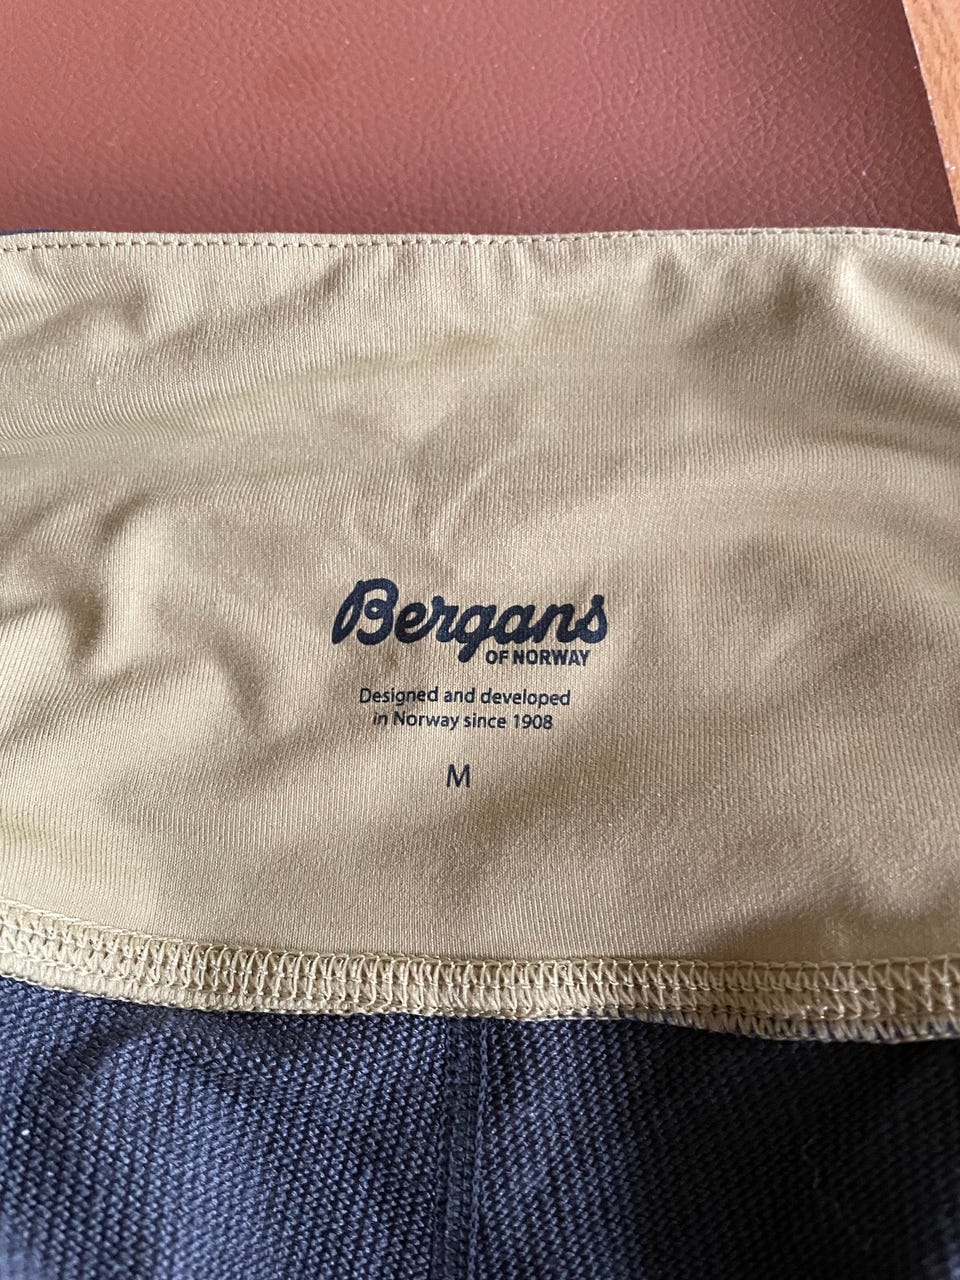 Bergans
OF NORWAY
Designed and developed
in Norway since 1908
M